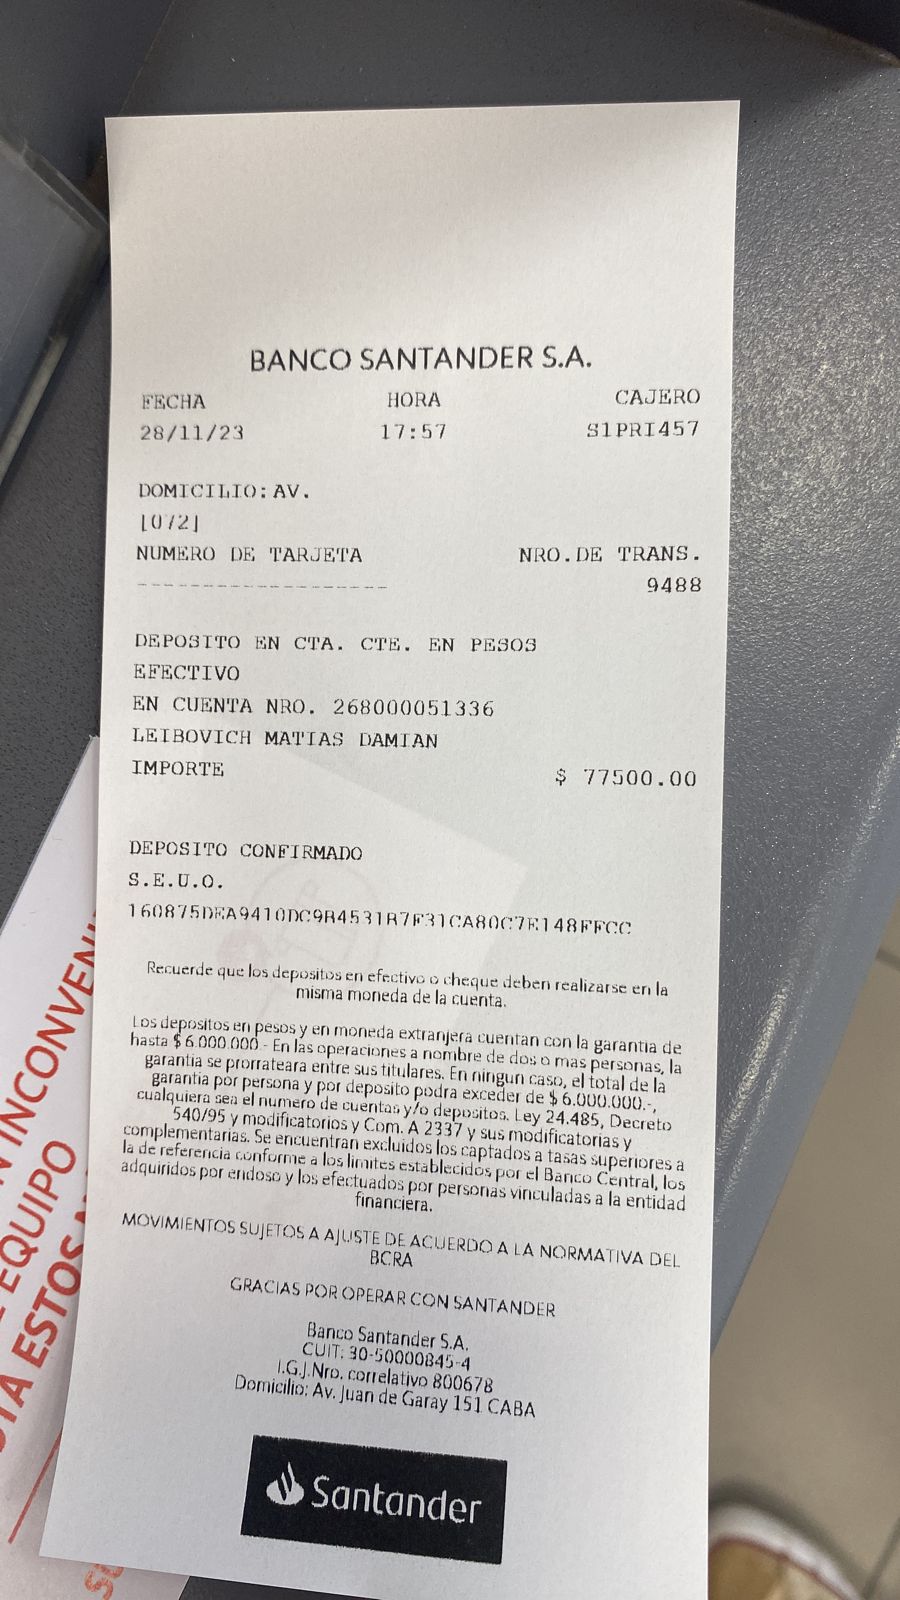 BANCO SANTANDER S.A.
FECHA HORA CAJERO
28/11/23 17:57 S1PRI457
DOMICILIO: AV.
[072]
NUMERO DE TARJETA NRO.DE TRANS.
------------------- 9488
DEPOSITO EN CTA. CTE. EN PESOS
EFECTIVO
EN CUENTA NRO. 268000051336
LEIBOVICH MATIAS DAMIAN
IMPORTE $ 77500.00
DEPOSITO CONFIRMADO
S.E.U.O.
Recuerde que los depositos en efectivo o cheque deben realizarse en la
misma moneda de la cuenta.
Los depositos en pesos y en moneda extranjera cuentan con la garantia de
hasta $ 6.000.000.- En las operaciones a nombre de dos o mas personas, la
garantia se prorrateara entre sus titulares. En ningun caso, el total de la
garantia por persona y por deposito podra exceder de $ 6.000.000.-,
cualquiera sea el numero de cuentas y/o depositos. Ley 24.485, Decreto
540/95 y modificatorios y Com. A 2337 y sus modificatorias y
complementarias. Se encuentran excluidos los captados a tasas superiores a
la de referencia conforme a los limites establecidos por el Banco Central, los
adquiridos por endoso y los efectuados por personas vinculadas a la entidad
financiera.
MOVIMIENTOS SUJETOS A AJUSTE DE ACUERDO A LA NORMATIVA DEL
BCRA
GRACIAS POR OPERAR CON SANTANDER
Banco Santander S.A.
CUIT: 30-50000845-4
I.G.J.Nro. correlativo 800678
Domicilio: Av. Juan de Garay 151 CABA
Santander
EQUIPO
ESTOS